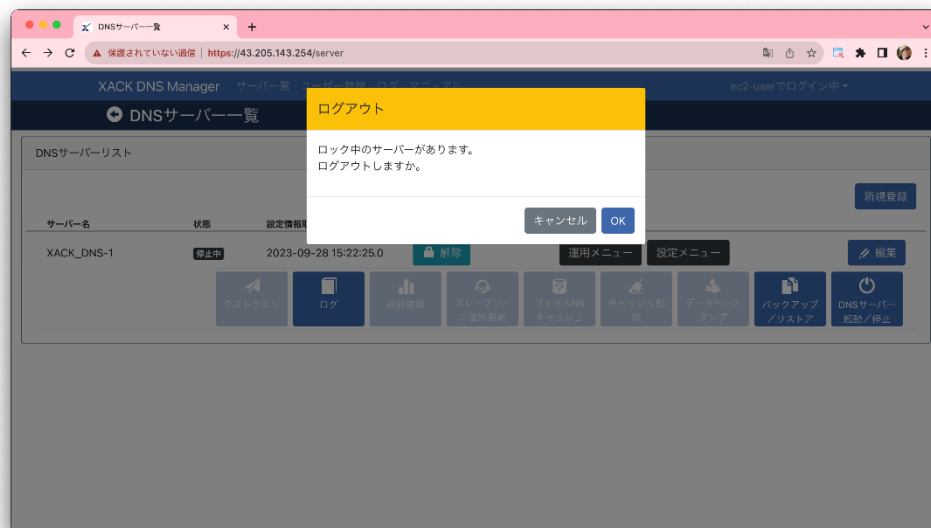 DNSサーバー一覧
保護されていない通信 | https://43.205.143.254/server
XACK DNS Manager サーバー覧 ユーザー管理 ログ マニュアル ec2-userでログイン中
DNSサーバー一覧
ログアウト
ロック中のサーバーがあります。
ログアウトしますか。
キャンセル OK
DNSサーバーリスト
新規登録
サーバー名 状態 設定情報
XACK_DNS-1 停止中 2023-09-28 15:22:25.0 解除 運用メニュー 設定メニュー 編集
テストクエリ ログ 統計情報 スレーブゾーン強制更新 フェイルNSキャッシュ キャッシュ削除 データベースダンプ バックアップ/リストア DNSサーバー起動/停止